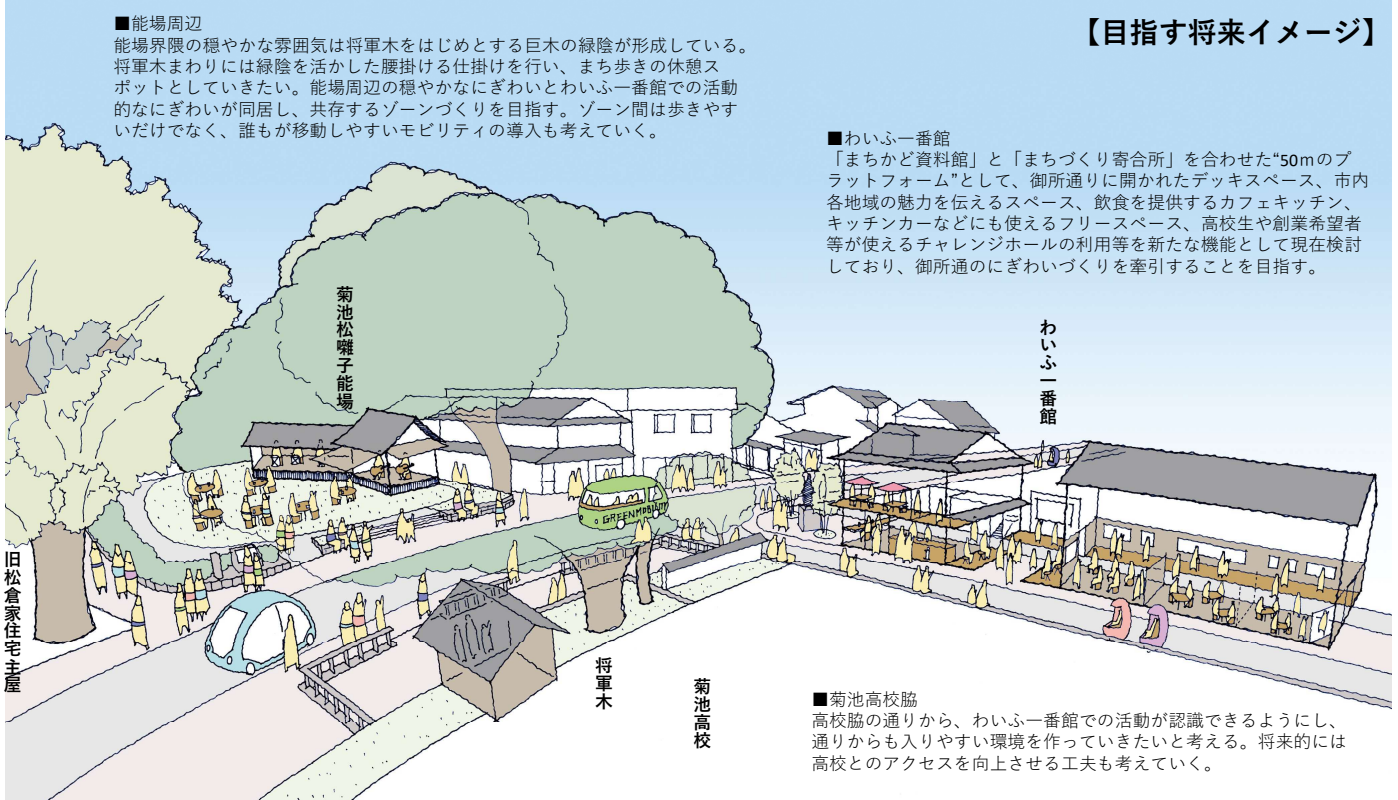 【目指す将来イメージ】
■能場周辺
能場界隈の穏やかな雰囲気は将軍木をはじめとする巨木の緑陰が形成している。
将軍木まわりには緑陰を活かした腰掛ける仕掛けを行い、まち歩きの休憩ス
ポットとしていきたい。能場周辺の穏やかなにぎわいとわいふ一番館での活動
的なにぎわいが同居し、共存するゾーンづくりを目指す。ゾーン間は歩きやす
いだけでなく、誰もが移動しやすいモビリティの導入も考えていく。
■わいふ一番館
「まちかど資料館」と「まちづくり寄合所」を合わせた“50mのプ
ラットフォーム”として、御所通りに開かれたデッキスペース、市内
各地域の魅力を伝えるスペース、飲食を提供するカフェキッチン、
キッチンカーなどにも使えるフリースペース、高校生や創業希望者
等が使えるチャレンジホールの利用等を新たな機能として現在検討
しており、御所通のにぎわいづくりを牽引することを目指す。
菊池松囃子能場
わいふ一番館
GREENMOBILITY
旧松倉家住宅主屋
将軍木
菊池高校
■菊池高校脇
高校脇の通りから、わいふ一番館での活動が認識できるようにし、
通りからも入りやすい環境を作っていきたいと考える。将来的には
高校とのアクセスを向上させる工夫も考えていく。